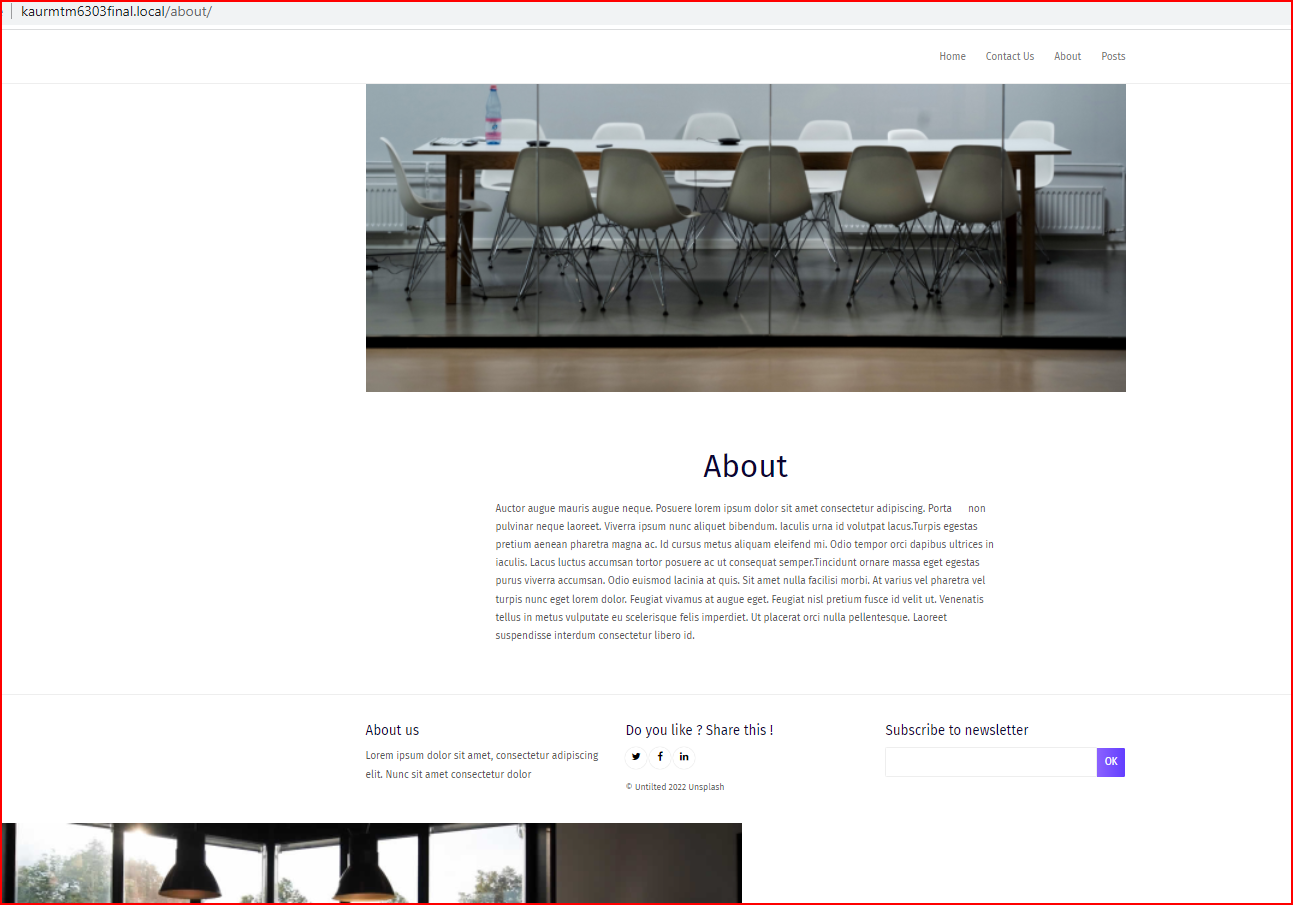 kaurmtm6303final.local/about/
Home Contact Us About Posts
About
Auctor augue mauris augue neque. Posuere lorem ipsum dolor sit amet consectetur adipiscing. Porta non
pulvinar neque laoreet. Viverra ipsum nunc aliquet bibendum. Iaculis urna id volutpat lacus.Turpis egestas
pretium aenean pharetra magna ac. Id cursus metus aliquam eleifend mi. Odio tempor orci dapibus ultrices in
iaculis. Lacus luctus accumsan tortor posuere ac ut consequat semper.Tincidunt ornare massa eget egestas
purus viverra accumsan. Odio euismod lacinia at quis. Sit amet nulla facilisi morbi. At varius vel pharetra vel
turpis nunc eget lorem dolor. Feugiat vivamus at augue eget. Feugiat nisl pretium fusce id velit ut. Venenatis
tellus in metus vulputate eu scelerisque felis imperdiet. Ut placerat orci nulla pellentesque. Laoreet
suspendisse interdum consectetur libero id.
About us
Lorem ipsum dolor sit amet, consectetur adipiscing
elit. Nunc sit amet consectetur dolor
Do you like ? Share this !
© Untilted 2022 Unsplash
Subscribe to newsletter
OK